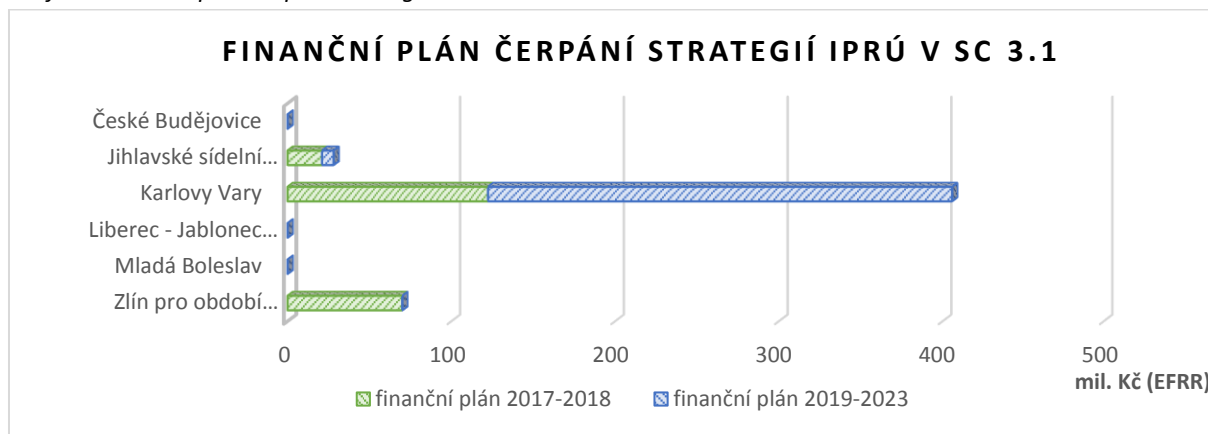 FINANČNÍ PLÁN ČERPÁNÍ STRATEGIÍ IPRÚ V SC 3.1
České Budějovice
Jihlavské sídelní…
Karlovy Vary
Liberec - Jablonec…
Mladá Boleslav
Zlín pro období…
0 100 200 300 400 500
mil. Kč (EFRR)
finanční plán 2017-2018 finanční plán 2019-2023